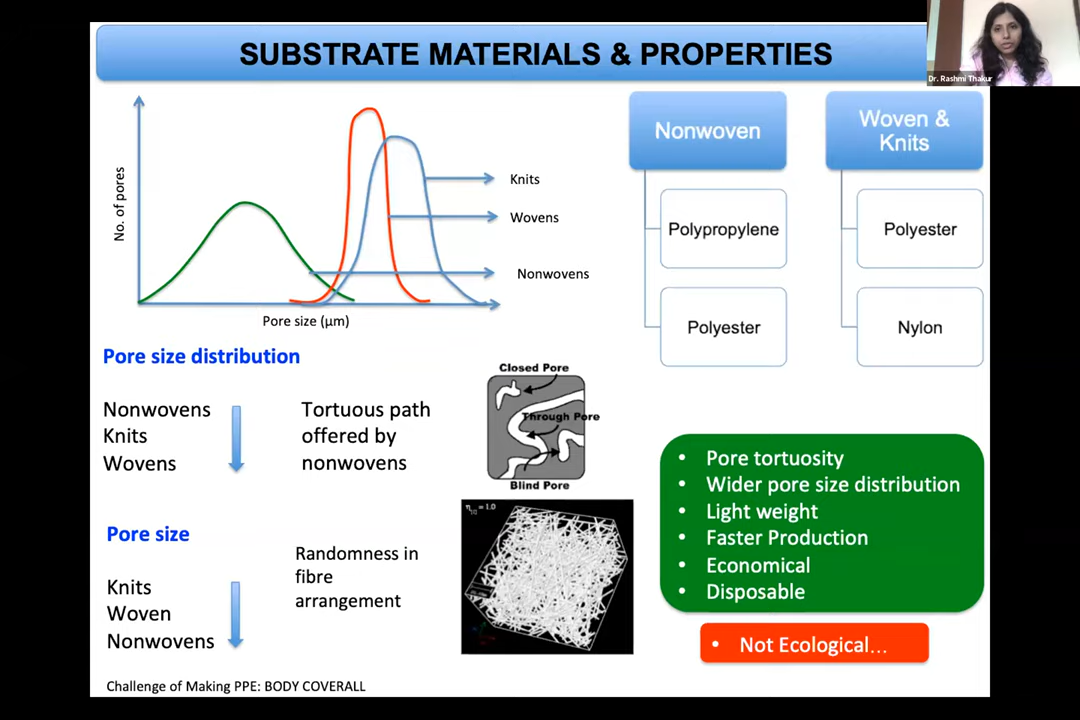 SUBSTRATE MATERIALS & PROPERTIES
Dr. Rashmi Thakur
No. of pores
Knits
Wovens
Nonwovens
Pore size (µm)
Nonwoven
Polypropylene
Polyester
Woven &
Knits
Polyester
Nylon
Pore size distribution
Nonwovens
Knits
Wovens
Tortuous path
offered by
nonwovens
Closed Pore
Through Pore
Blind Pore
Pore size
Knits
Woven
Nonwovens
Randomness in
fibre
arrangement
• Pore tortuosity
• Wider pore size distribution
• Light weight
• Faster Production
• Economical
• Disposable
• Not Ecological...
Challenge of Making PPE: BODY COVERALL